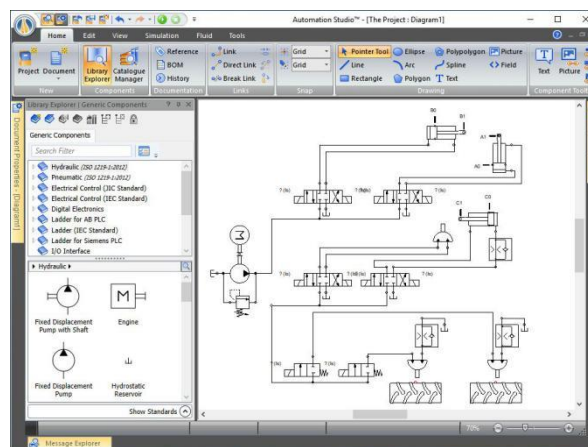 Automation Studio™ - [The Project : Diagram1]
Home Edit View Simulation Fluid Tools
Project Document
New
Library Explorer Catalogue Manager
Components
Reference
BOM
History
Documentation
Link
Direct Link
Break Link
Links
Grid
Grid
Snap
Pointer Tool Ellipse Polypolygon Picture
Line Arc Spline Field
Rectangle Polygon Text
Drawing
Text Picture
Document Properties - [Diagram1]
Library Explorer | Generic Components
Generic Components
Search Filter
Hydraulic (ISO 1219-1:2012)
Pneumatic (ISO 1219-1:2012)
Electrical Control (JIC Standard)
Electrical Control (IEC Standard)
Digital Electronics
Ladder for AB PLC
Ladder (IEC Standard)
Ladder for Siemens PLC
I/O Interface
Hydraulic
M
Fixed Displacement Pump with Shaft
Engine
Fixed Displacement Pump
Hydrostatic Reservoir
Show Standards
B0 B1
A1
A0
C1 C0
M
70%
Message Explorer